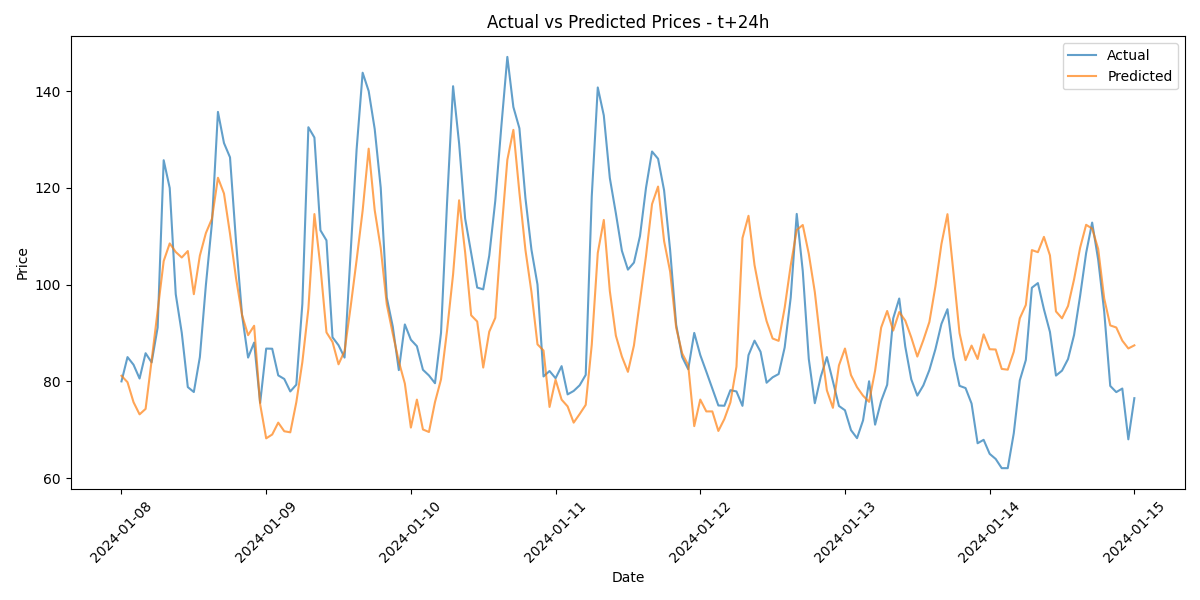 Actual vs Predicted Prices - t+24h
Actual
Predicted
Price
140
120
100
80
60
2024-01-08
2024-01-09
2024-01-10
2024-01-11
2024-01-12
2024-01-13
2024-01-14
2024-01-15
Date